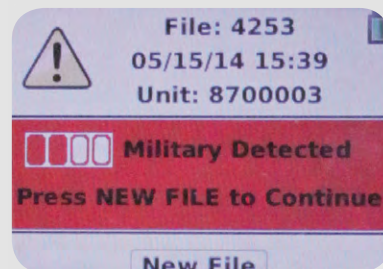 File: 4253
05/15/14 15:39
Unit: 8700003
Military Detected
Press NEW FILE to Continue
New File